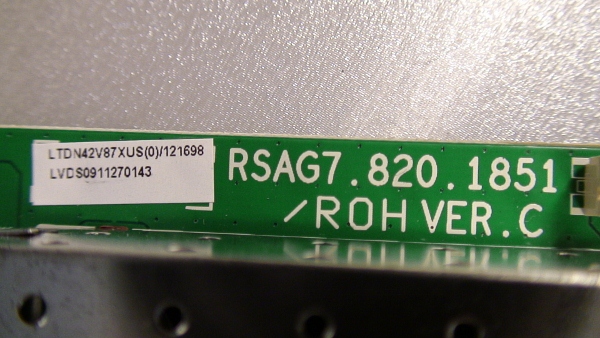 LTDN42V87XUS(0)/121698
LVDS0911270143
RSAG7.820.1851
/ROH VER.C